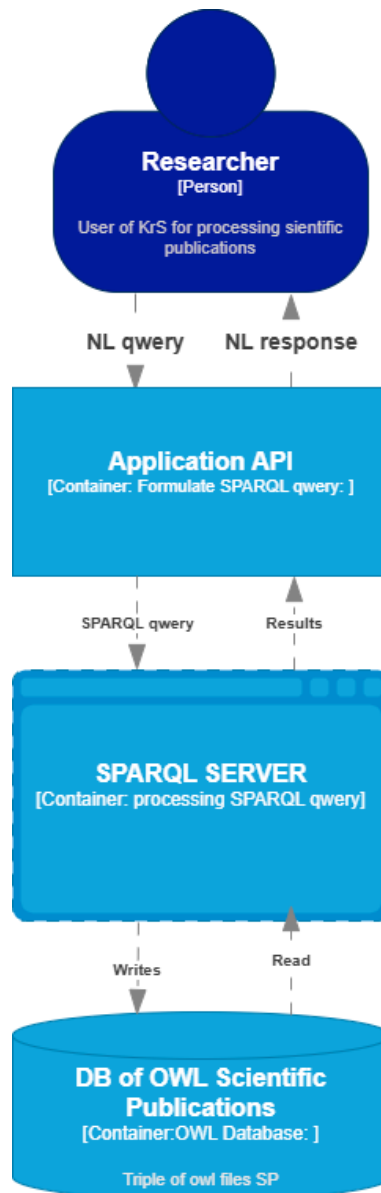 Researcher
[Person]
User of KrS for processing sientific
publications
NL qwery NL response
Application API
[Container: Formulate SPARQL qwery: ]
SPARQL qwery Results
SPARQL SERVER
[Container: processing SPARQL qwery]
Writes Read
DB of OWL Scientific
Publications
[Container:OWL Database: ]
Triple of owl files SP